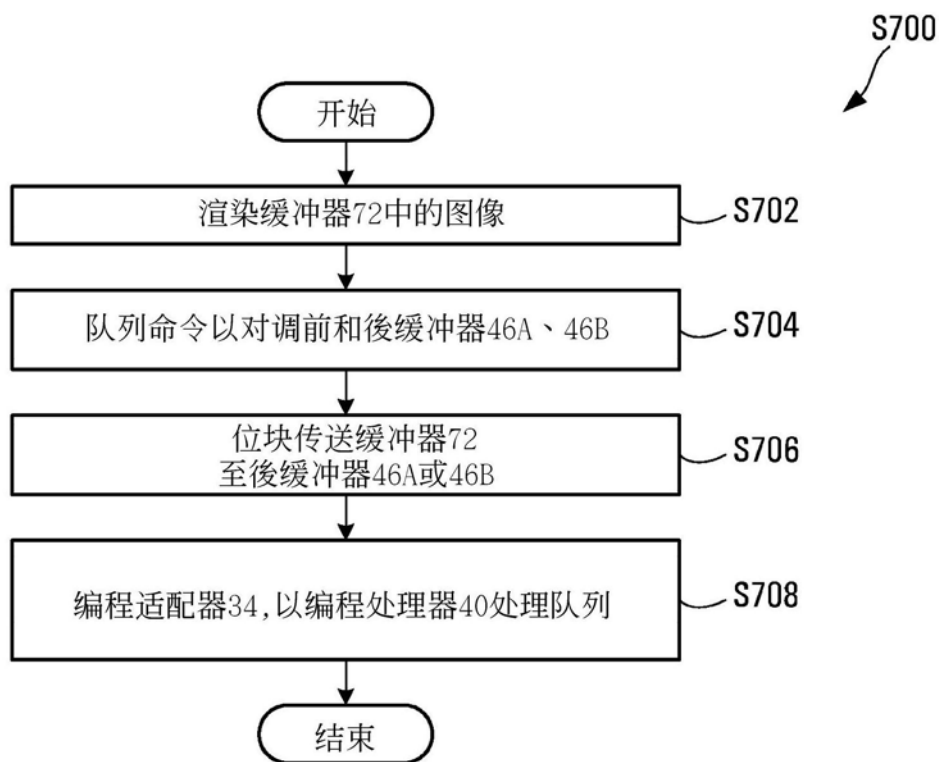 S700
开始
渲染缓冲器72中的图像
S702
队列命令以对调前和後缓冲器46A、46B
S704
位块传送缓冲器72
至後缓冲器46A或46B
S706
编程适配器34,以编程处理器40处理队列
S708
结束